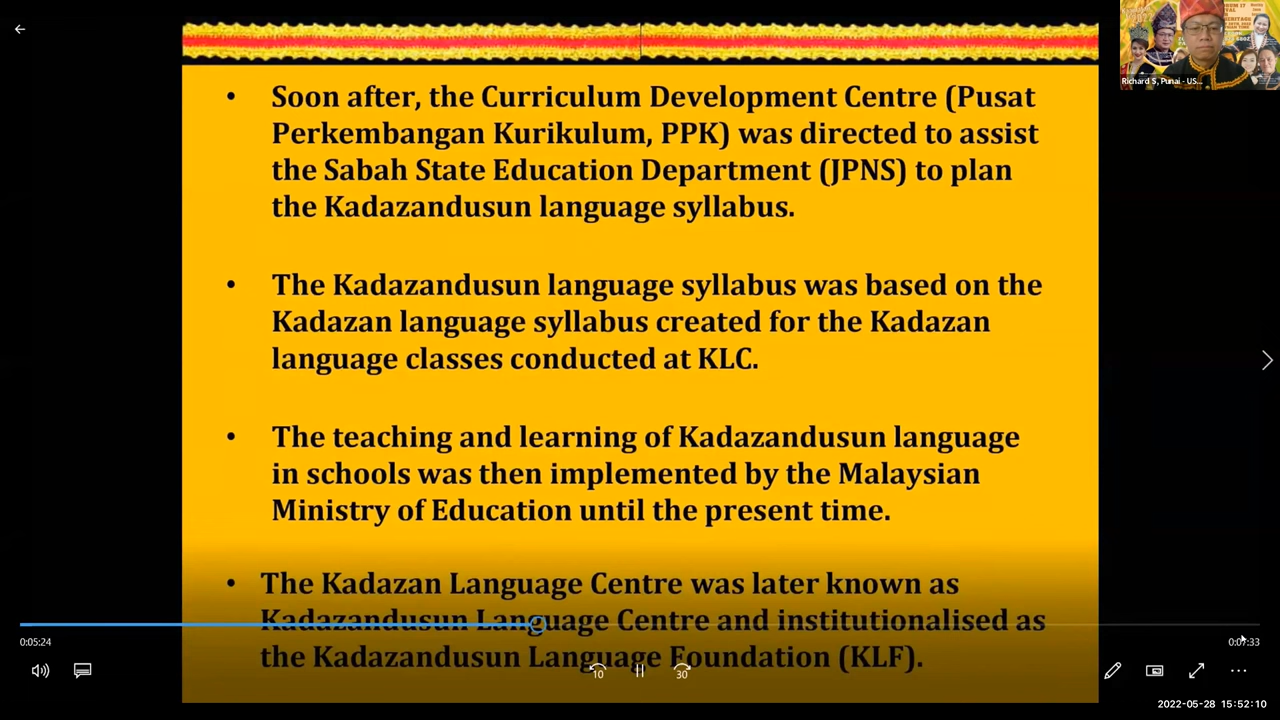 • Soon after, the Curriculum Development Centre (Pusat
Perkembangan Kurikulum, PPK) was directed to assist
the Sabah State Education Department (JPNS) to plan
the Kadazandusun language syllabus.
• The Kadazandusun language syllabus was based on the
Kadazan language syllabus created for the Kadazan
language classes conducted at KLC.
• The teaching and learning of Kadazandusun language
in schools was then implemented by the Malaysian
Ministry of Education until the present time.
• The Kadazan Language Centre was later known as
Kadazandusun Language Centre and institutionalised as
the Kadazandusun Language Foundation (KLF).
Richard S, Punai - US...
0:05:24
0:07:33
10
30
2022-05-28 15:52:10